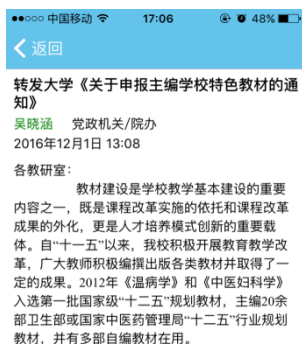 中国移动 17:06 48%
返回
转发大学《关于申报主编学校特色教材的通
知》
吴晓涵 党政机关/院办
2016年12月1日 13:08
各教研室：
教材建设是学校教学基本建设的重要
内容之一，既是课程改革实施的依托和课程改革
成果的外化，更是人才培养模式创新的重要载
体。自“十一五”以来，我校积极开展教育教学改
革，广大教师积极编撰出版各类教材并取得了一
定的成果。2012年《温病学》和《中医妇科学》
入选第一批国家级“十二五”规划教材，主编20余
部卫生部或国家中医药管理局“十二五”行业规划
教材，并有多部自编教材在用。